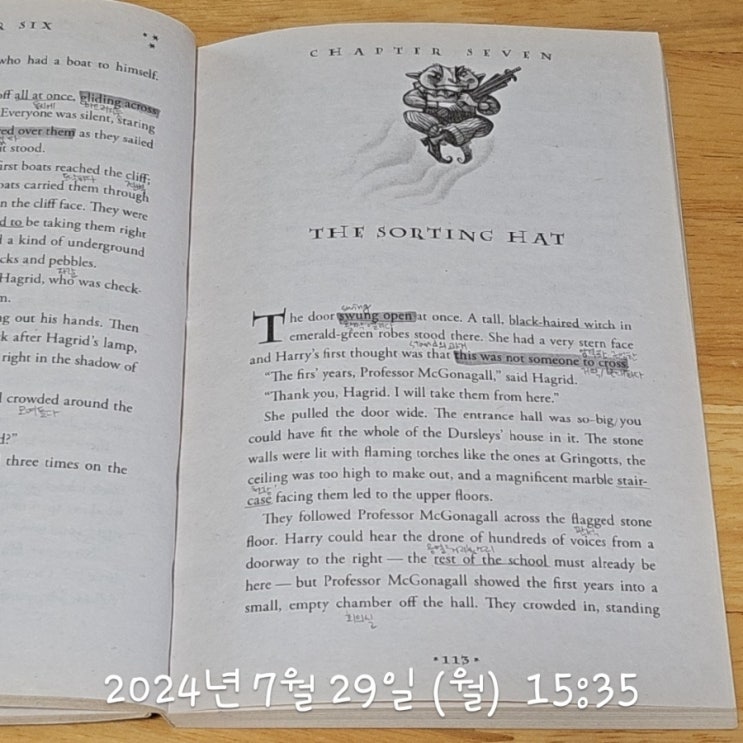 R SIX
who had a boat to himself.
off all at once, gliding across
Everyone was silent, staring
red over them as they sailed
it stood.
first boats reached the cliff;
oats carried them through
n the cliff face. They were
d to be taking them right
d a kind of underground
cks and pebbles.
자갈
Hagrid, who was check-
m.
ng out his hands. Then
k after Hagrid's lamp,
right in the shadow of
d crowded around the
d?"
three times on the
CHAPTER SEVEN
THE SORTING HAT
swing
The door swung open at once. A tall, black-haired witch in
emerald-green robes stood there. She had a very stern face
and Harry's first thought was that this was not someone to cross.
"The firs' years, Professor McGonagall," said Hagrid.
"Thank you, Hagrid. I will take them from here."
She pulled the door wide. The entrance hall was so big you
could have fit the whole of the Dursleys' house in it. The stone
walls were lit with flaming torches like the ones at Gringotts, the
ceiling was too high to make out, and a magnificent marble stair-
case facing them led to the upper floors.
They followed Professor McGonagall across the flagged stone
floor. Harry could hear the drone of hundreds of voices from a
doorway to the right — the rest of the school must already be
here — but Professor McGonagall showed the first years into a
small, empty chamber off the hall. They crowded in, standing
회의실
113
2024년 7월 29일 (월) 15:35